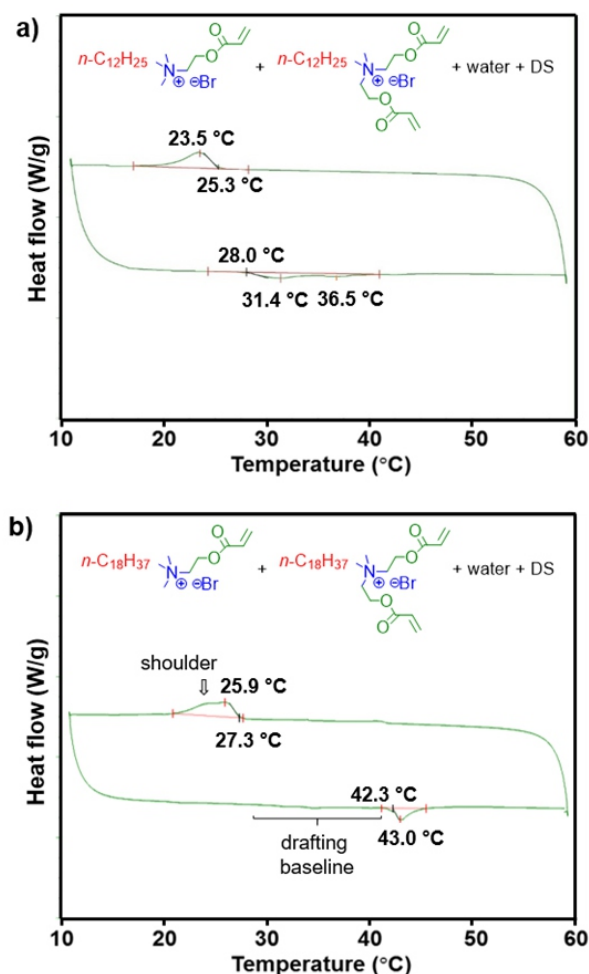 a)
n-C12H25
N
⊕ ⊖Br
O
O
+
n-C12H25
N
⊕ ⊖Br
O
O
O
O
+ water + DS
23.5 °C
25.3 °C
28.0 °C
31.4 °C
36.5 °C
Heat flow (W/g)
10 20 30 40 50 60
Temperature (°C)
b)
n-C18H37
N
⊕ ⊖Br
O
O
+
n-C18H37
N
⊕ ⊖Br
O
O
O
O
+ water + DS
shoulder
25.9 °C
27.3 °C
42.3 °C
43.0 °C
drafting
baseline
Heat flow (W/g)
10 20 30 40 50 60
Temperature (°C)